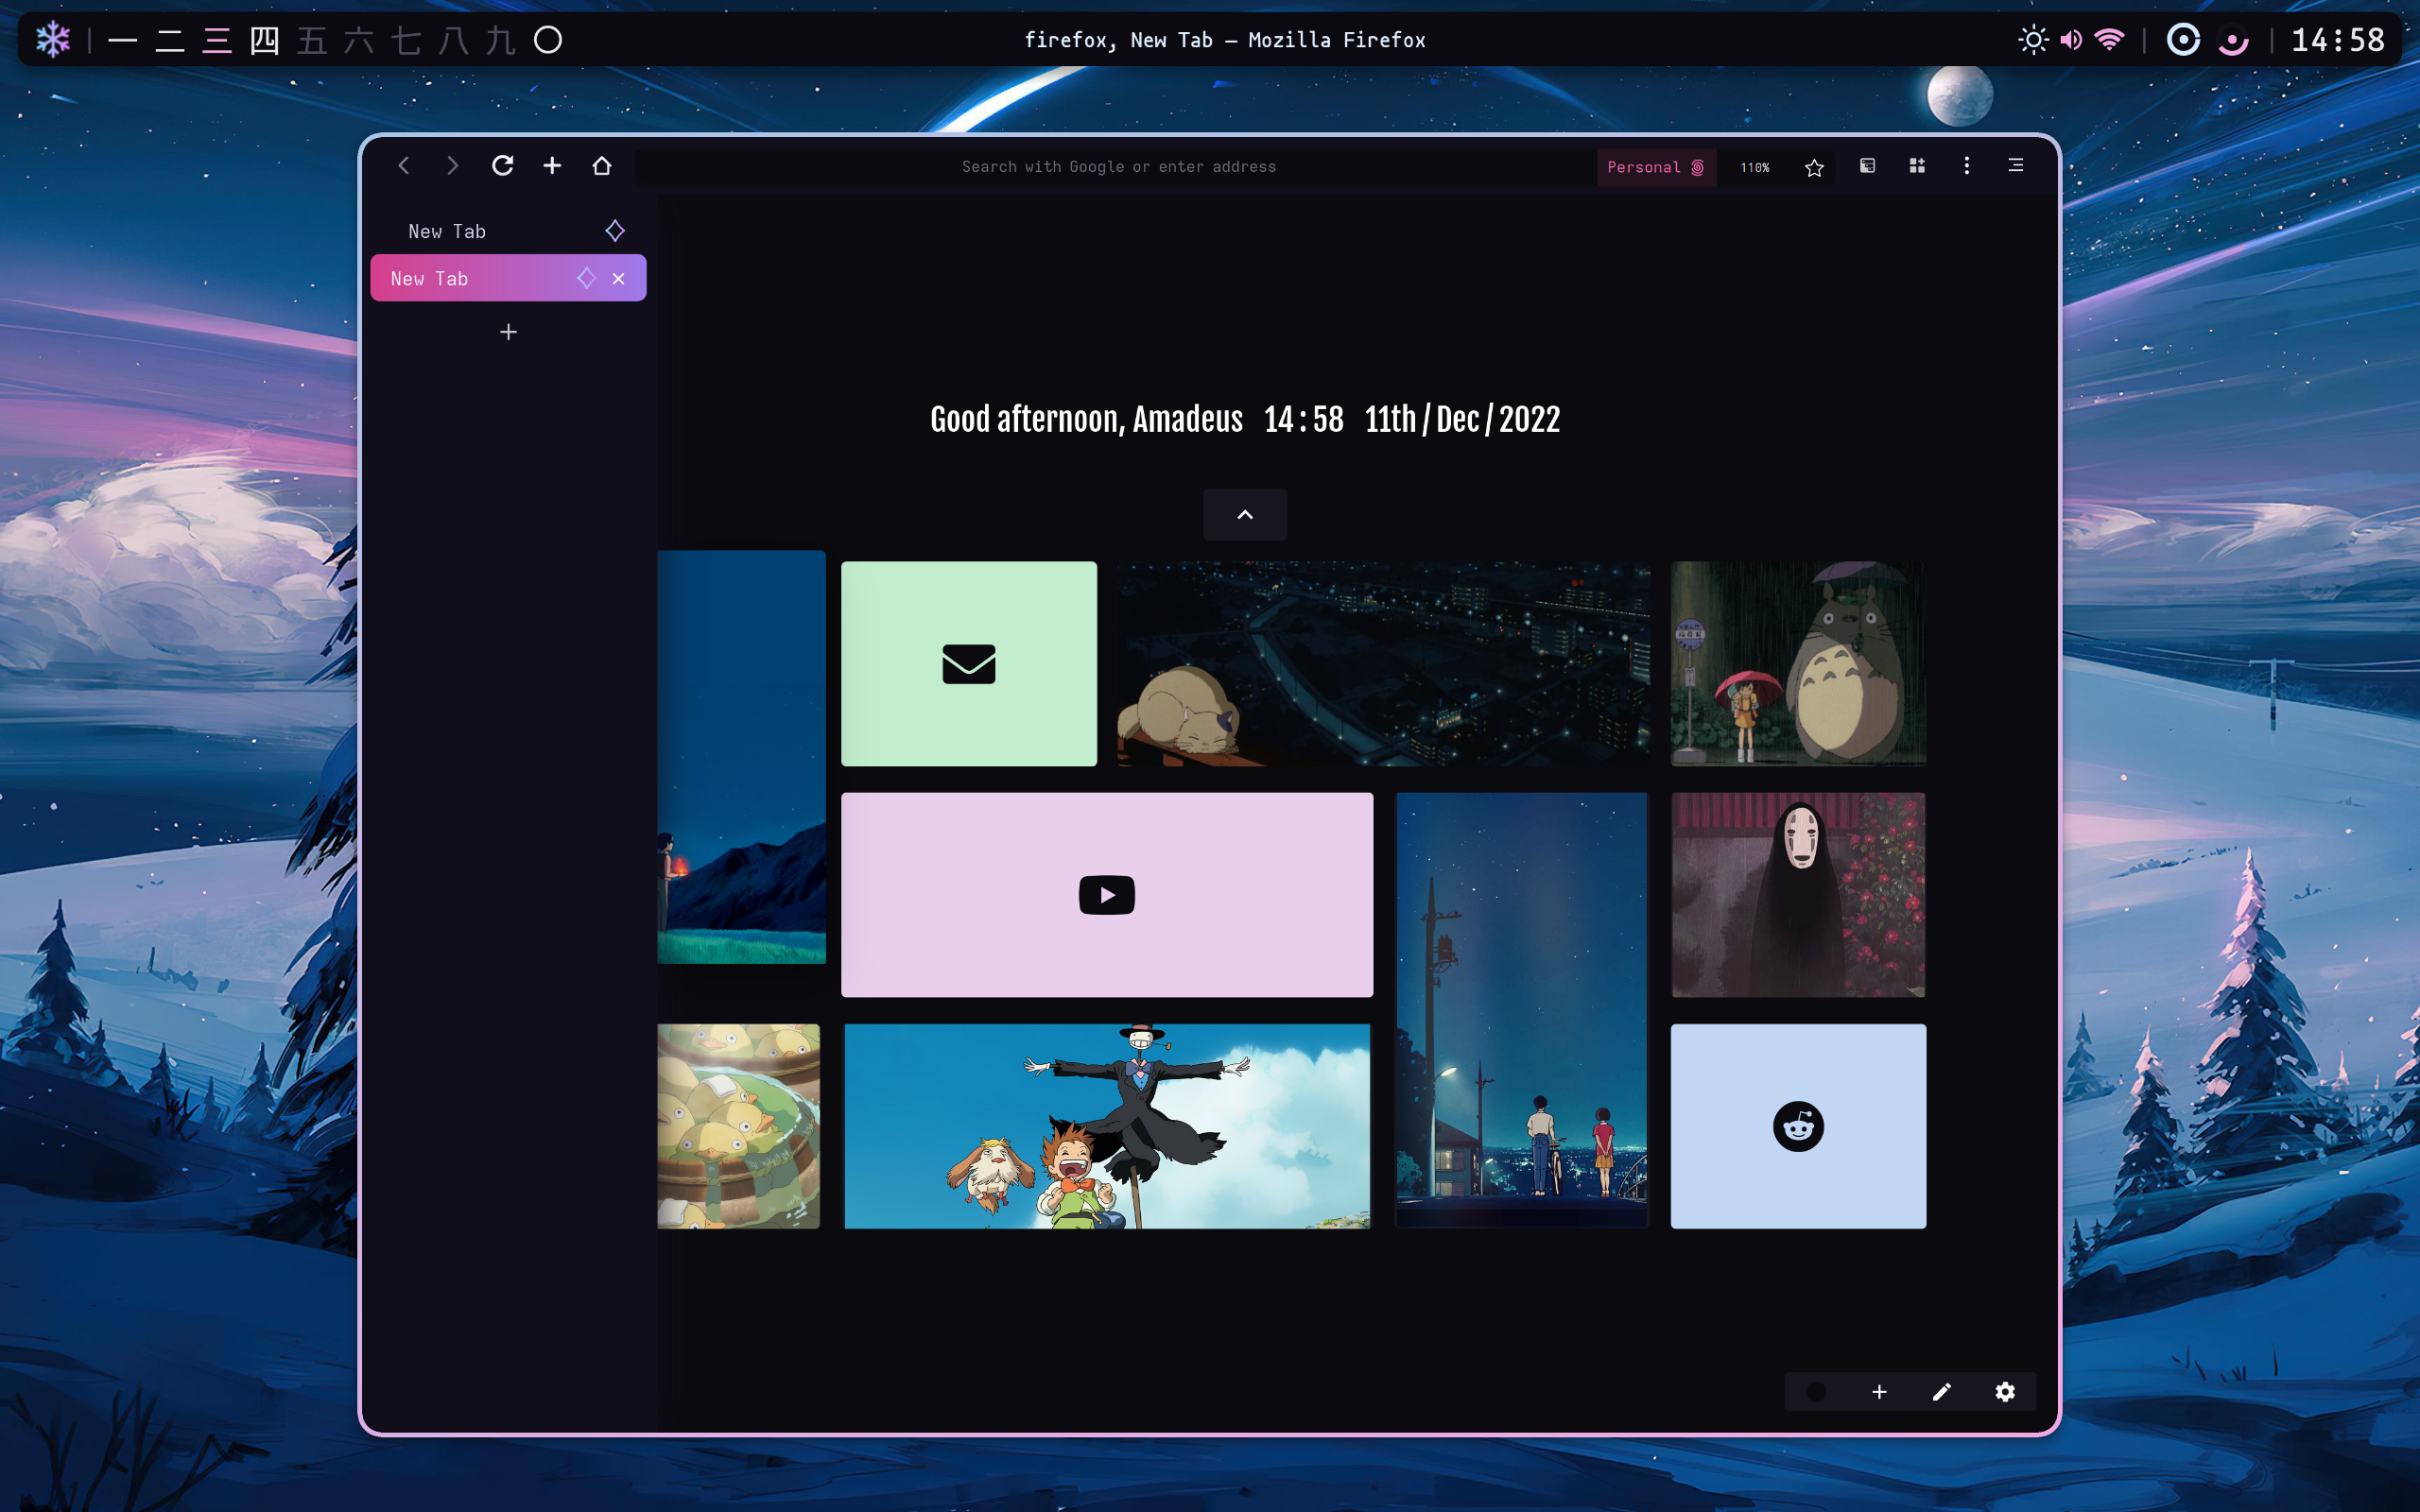 一 二 三 四 五 六 七 八 九
firefox, New Tab — Mozilla Firefox
14:58
Search with Google or enter address
Personal
110%
New Tab
New Tab
Good afternoon, Amadeus 14 : 58 11th / Dec / 2022